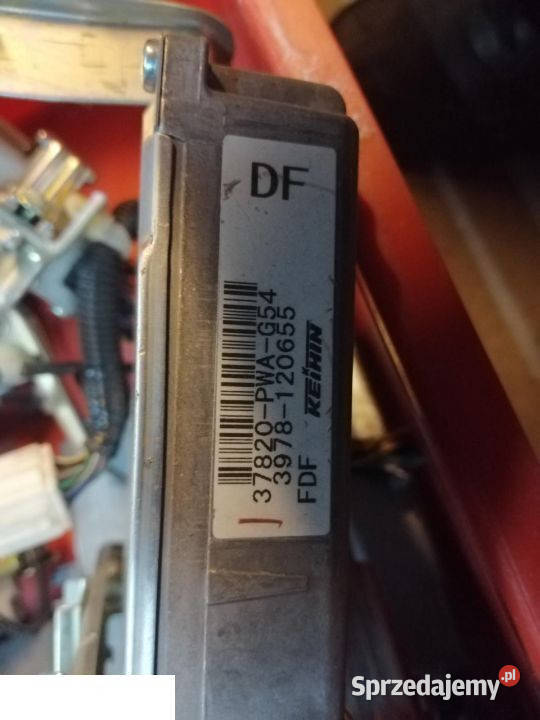 DF
37820-PWA-G54
3978-120655
FDF KEIHIN
Sprzedajemy.pl